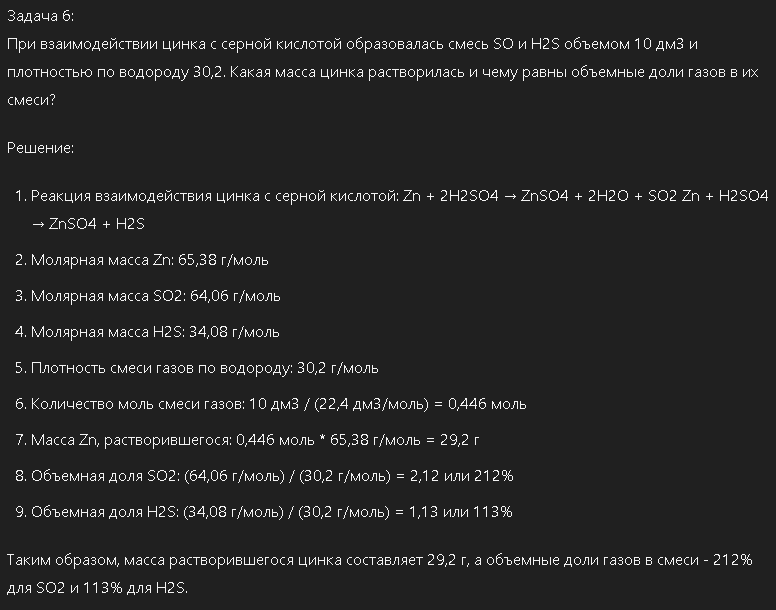 Задача 6:
При взаимодействии цинка с серной кислотой образовалась смесь SO и H2S объемом 10 дм3 и
плотностью по водороду 30,2. Какая масса цинка растворилась и чему равны объемные доли газов в их
смеси?
Решение:
1. Реакция взаимодействия цинка с серной кислотой: Zn + 2H2SO4 → ZnSO4 + 2H2O + SO2 Zn + H2SO4
→ ZnSO4 + H2S
2. Молярная масса Zn: 65,38 г/моль
3. Молярная масса SO2: 64,06 г/моль
4. Молярная масса H2S: 34,08 г/моль
5. Плотность смеси газов по водороду: 30,2 г/моль
6. Количество моль смеси газов: 10 дм3 / (22,4 дм3/моль) = 0,446 моль
7. Масса Zn, растворившегося: 0,446 моль * 65,38 г/моль = 29,2 г
8. Объемная доля SO2: (64,06 г/моль) / (30,2 г/моль) = 2,12 или 212%
9. Объемная доля H2S: (34,08 г/моль) / (30,2 г/моль) = 1,13 или 113%
Таким образом, масса растворившегося цинка составляет 29,2 г, а объемные доли газов в смеси - 212%
для SO2 и 113% для H2S.